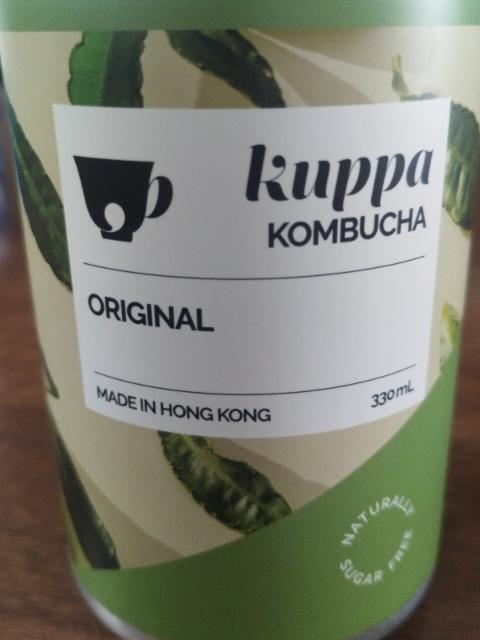 kuppa
KOMBUCHA
ORIGINAL
MADE IN HONG KONG
330mL
NATURALLY
SUGAR FREE